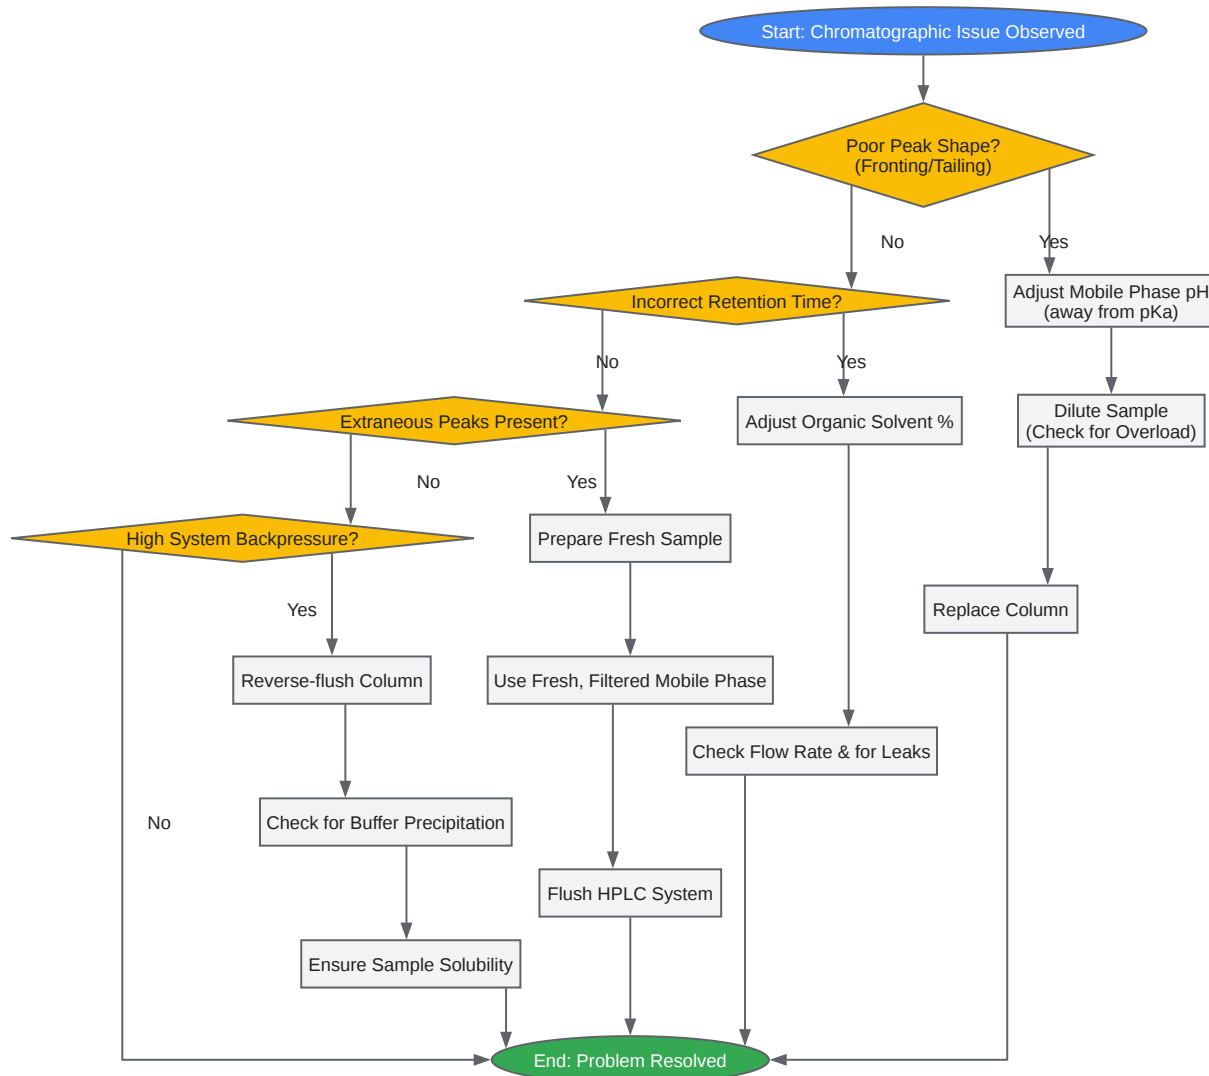 Start: Chromatographic Issue Observed
Poor Peak Shape?
(Fronting/Tailing)
No
Yes
Adjust Mobile Phase pH
(away from pKa)
Incorrect Retention Time?
No
Yes
Extraneous Peaks Present?
Adjust Organic Solvent %
Dilute Sample
(Check for Overload)
No
Yes
High System Backpressure?
Prepare Fresh Sample
Yes
Replace Column
Reverse-flush Column
Use Fresh, Filtered Mobile Phase
Check Flow Rate & for Leaks
No
Check for Buffer Precipitation
Flush HPLC System
Ensure Sample Solubility
End: Problem Resolved